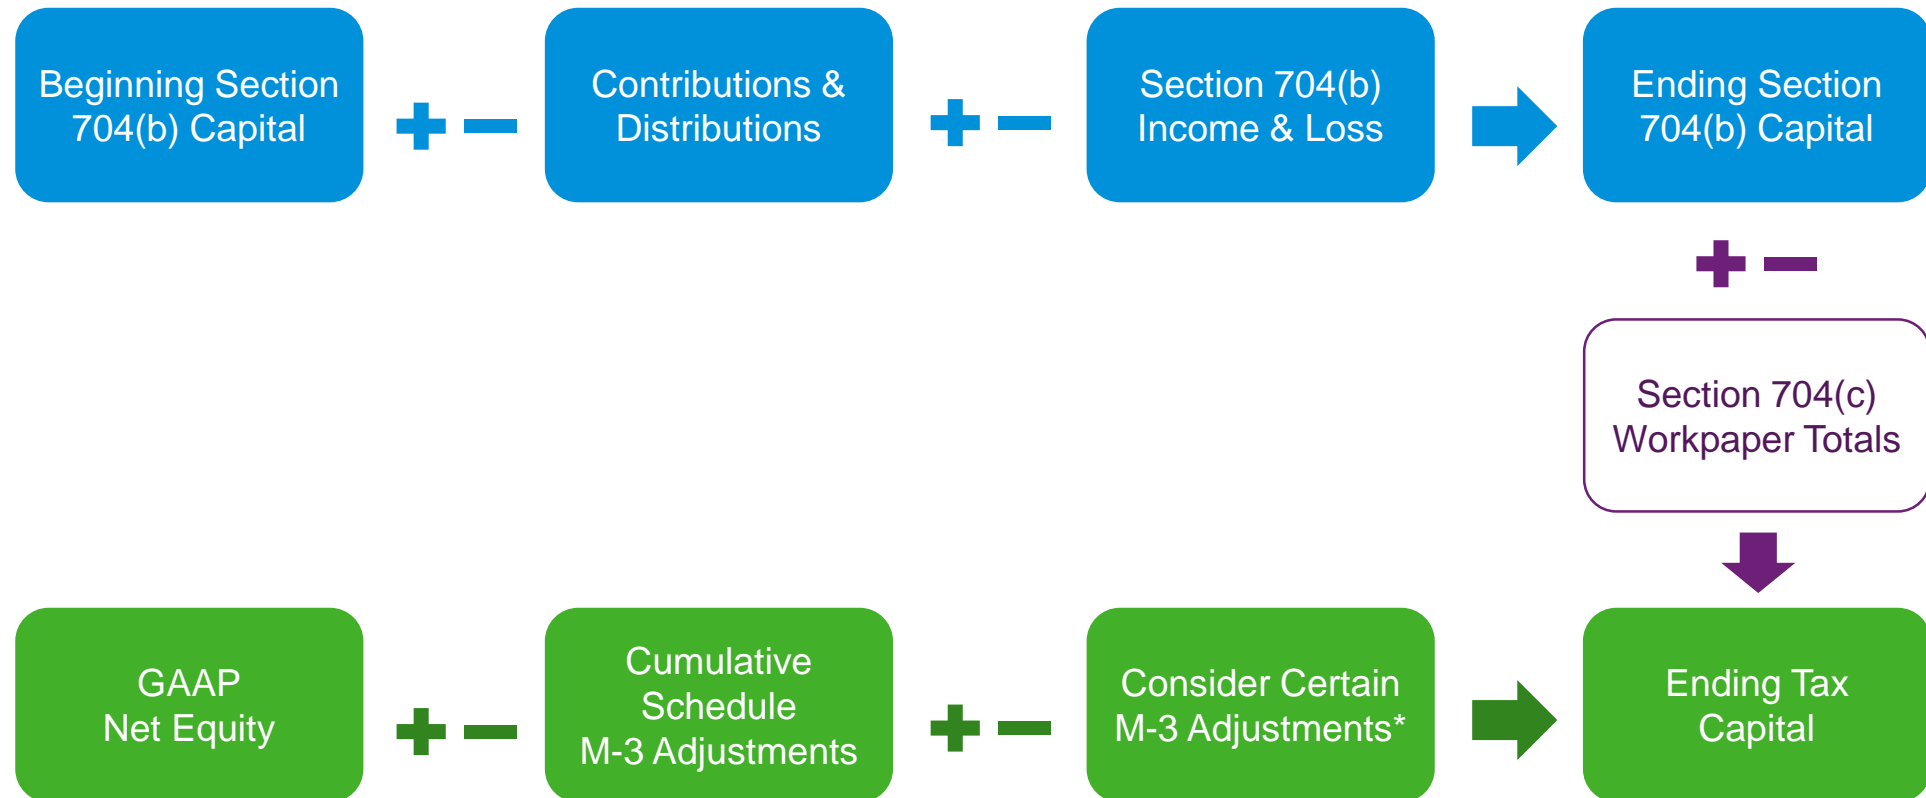 Beginning Section
704(b) Capital
Contributions &
Distributions
Section 704(b)
Income & Loss
Ending Section
704(b) Capital
Section 704(c)
Workpaper Totals
GAAP
Net Equity
Cumulative
Schedule
M-3 Adjustments
Consider Certain
M-3 Adjustments*
Ending Tax
Capital